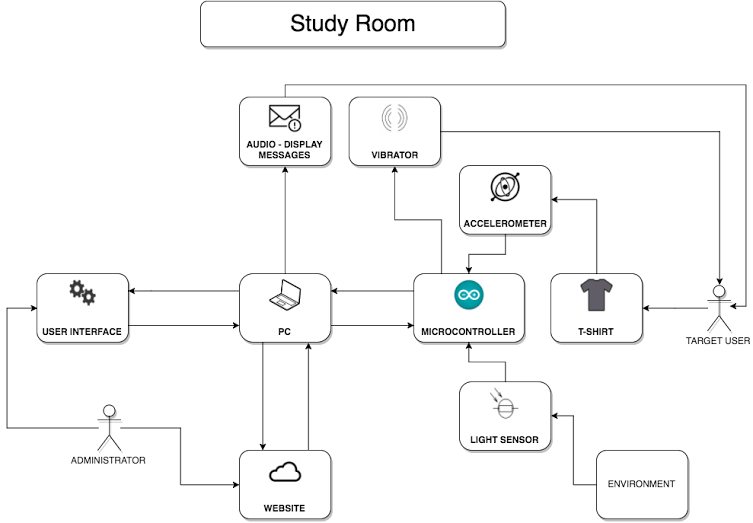 Study Room
AUDIO - DISPLAY
MESSAGES
VIBRATOR
ACCELEROMETER
USER INTERFACE
PC
MICROCONTROLLER
T-SHIRT
TARGET USER
LIGHT SENSOR
ADMINISTRATOR
ENVIRONMENT
WEBSITE